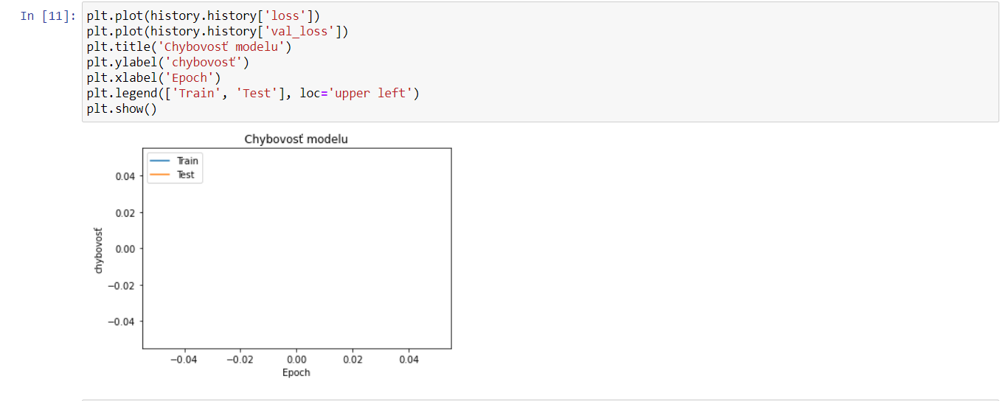 In [11]: plt.plot(history.history['loss'])
plt.plot(history.history['val_loss'])
plt.title('Chybovosť modelu')
plt.ylabel('chybovosť')
plt.xlabel('Epoch')
plt.legend(['Train', 'Test'], loc='upper left')
plt.show()
Chybovosť modelu
Train
Test
0.04
0.02
0.00
−0.02
−0.04
chybovosť
−0.04 −0.02 0.00 0.02 0.04
Epoch